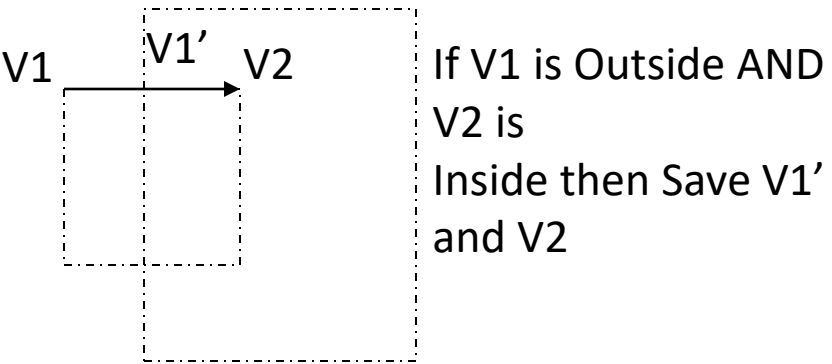 V1
V1’
V2
If V1 is Outside AND
V2 is
Inside then Save V1’
and V2